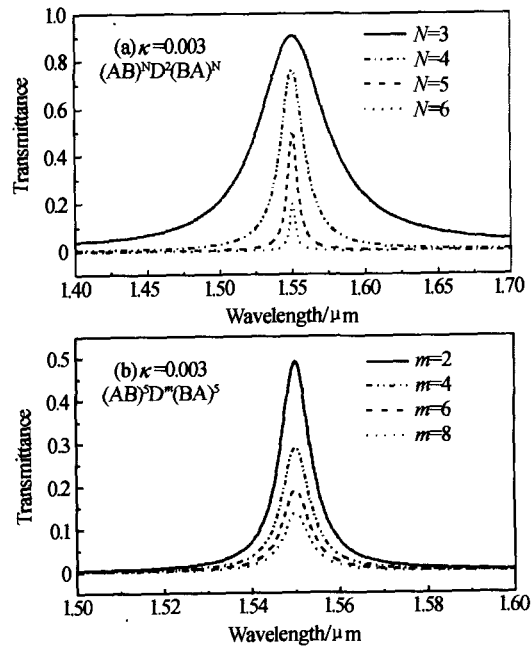 1.0
0.8
0.6
0.4
0.2
0
Transmittance
(a) κ=0.003
(AB)ᴺD²(BA)ᴺ
N=3
N=4
N=5
N=6
1.40 1.45 1.50 1.55 1.60 1.65 1.70
Wavelength/μm
0.5
0.4
0.3
0.2
0.1
0
Transmittance
(b) κ=0.003
(AB)⁵Dᵐ(BA)⁵
m=2
m=4
m=6
m=8
1.50 1.52 1.54 1.56 1.58 1.60
Wavelength/μm